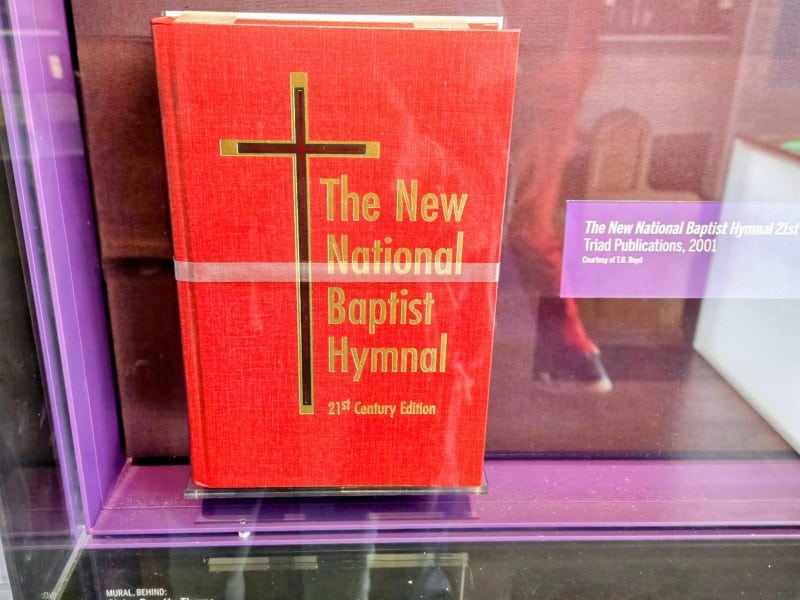 The New
National
Baptist
Hymnal
21st Century Edition
The New National Baptist Hymnal 21st
Triad Publications, 2001
Courtesy of T.B. Boyd
MURAL, BEHIND: